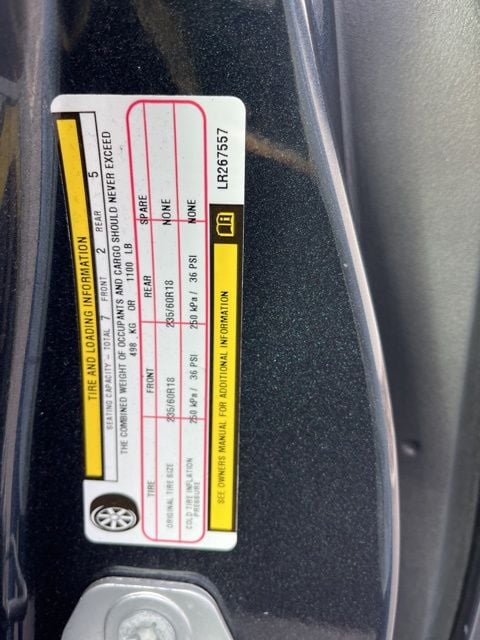 TIRE AND LOADING INFORMATION
SEATING CAPACITY - TOTAL 7 FRONT 2 REAR 5
THE COMBINED WEIGHT OF OCCUPANTS AND CARGO SHOULD NEVER EXCEED
498 KG OR 1100 LB
TIRE FRONT REAR SPARE
ORIGINAL TIRE SIZE 235/60R18 235/60R18 NONE
COLD TIRE INFLATION PRESSURE 250 kPa / 36 PSI 250 kPa / 36 PSI NONE
SEE OWNERS MANUAL FOR ADDITIONAL INFORMATION
LR267557